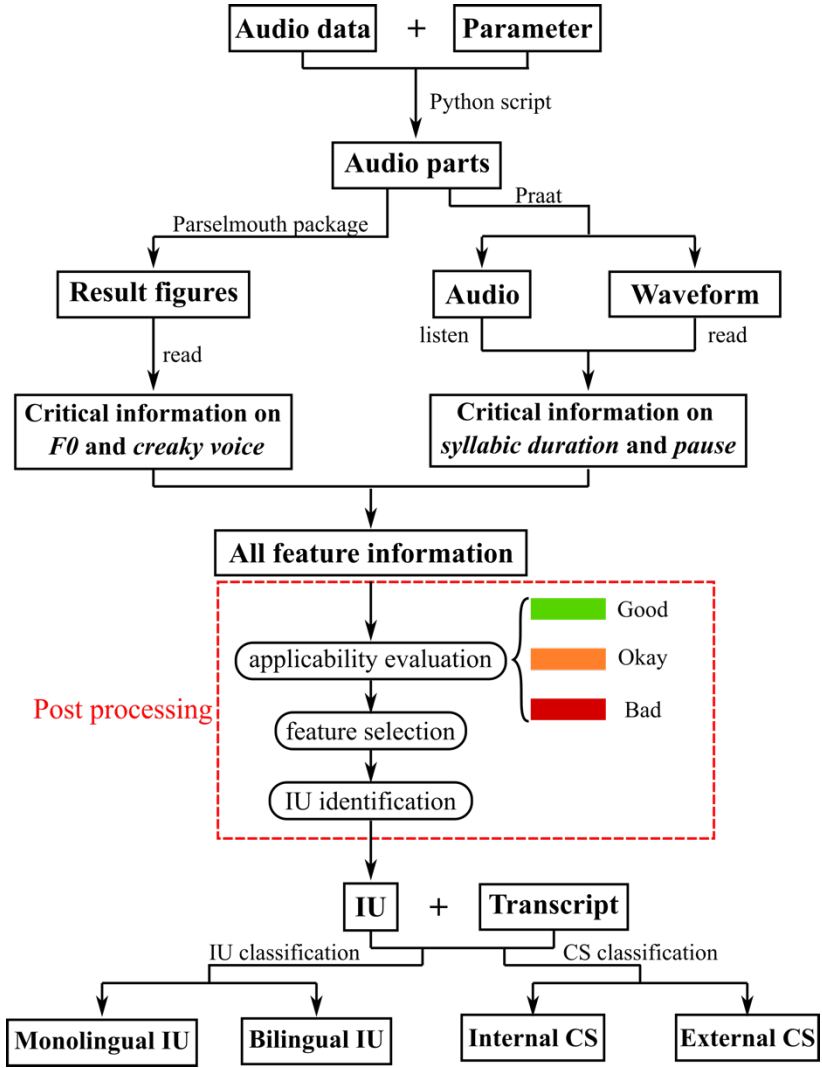 Audio data + Parameter
Python script
Audio parts
Parselmouth package
Praat
Result figures
Audio
Waveform
read
listen
read
Critical information on
F0 and creaky voice
Critical information on
syllabic duration and pause
All feature information
Post processing
applicability evaluation
Good
Okay
Bad
feature selection
IU identification
IU + Transcript
IU classification
CS classification
Monolingual IU
Bilingual IU
Internal CS
External CS